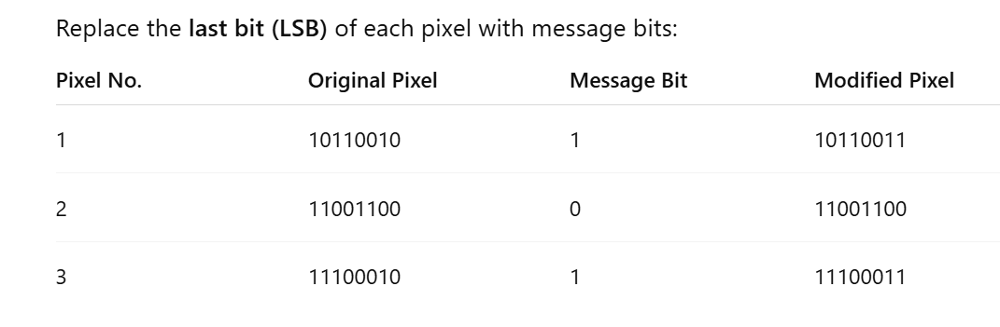 Replace the last bit (LSB) of each pixel with message bits:
Pixel No. Original Pixel Message Bit Modified Pixel
1 10110010 1 10110011
2 11001100 0 11001100
3 11100010 1 11100011